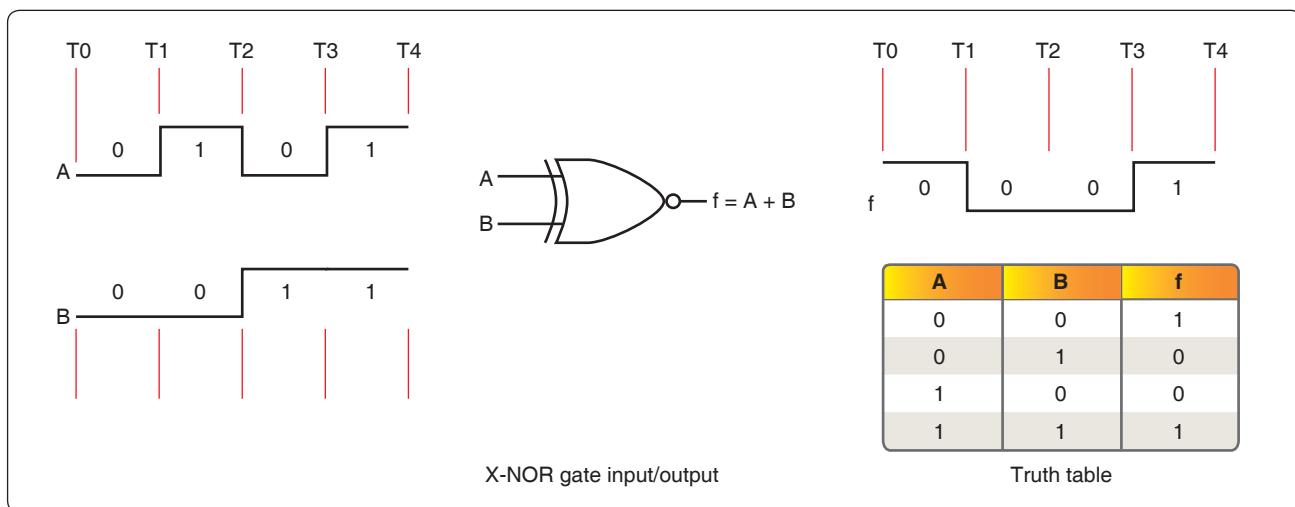 T0 T1 T2 T3 T4
A 0 1 0 1
B 0 0 1 1
A
B
f = A + B
X-NOR gate input/output
T0 T1 T2 T3 T4
f 0 0 0 1
A B f
0 0 1
0 1 0
1 0 0
1 1 1
Truth table